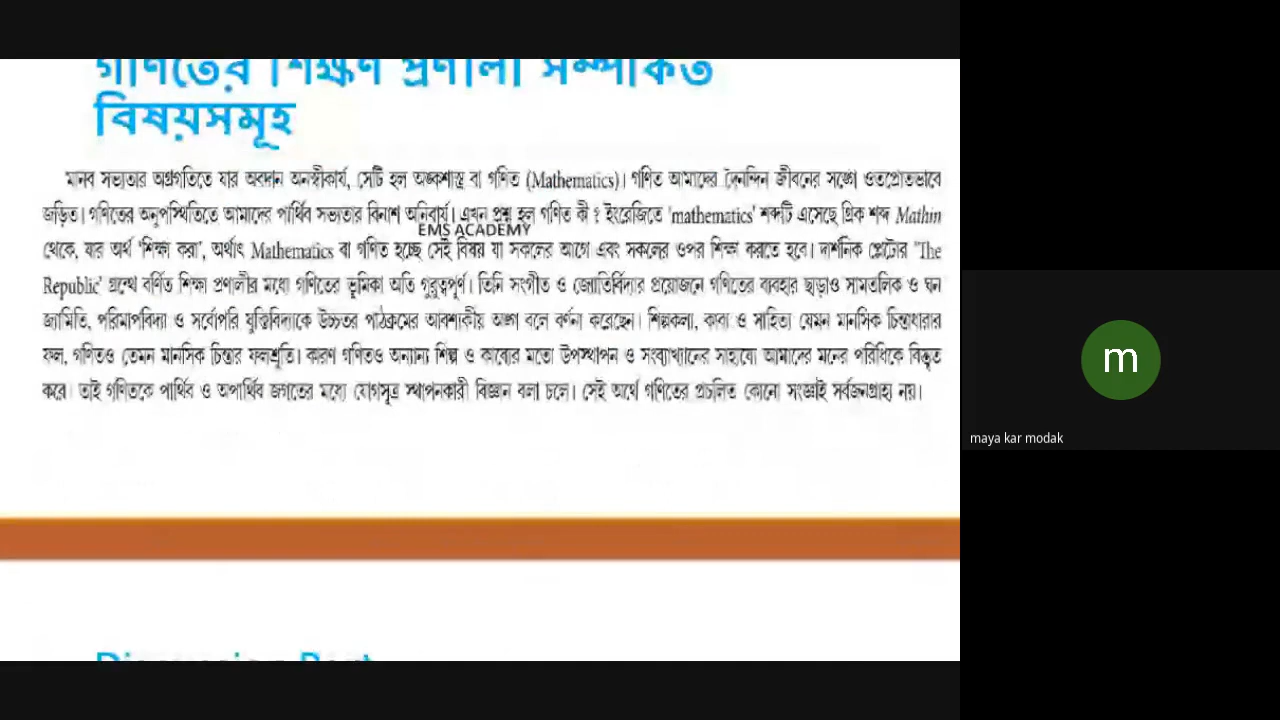 গণিতের শিক্ষণ প্রণালী সম্পর্কিত
বিষয়সমূহ
মানব সভ্যতার অগ্রগতিতে যার অবদান অনস্বীকার্য, সেটি হল অঙ্কশাস্ত্র বা গণিত (Mathematics)। গণিত আমাদের দৈনন্দিন জীবনের সঙ্গে ওতপ্রোতভাবে
জড়িত। গণিতের অনুপস্থিতিতে আমাদের পার্থিব সভ্যতার বিনাশ অনিবার্য। এখন প্রশ্ন হল গণিত কী ? ইংরেজিতে 'mathematics' শব্দটি এসেছে গ্রিক শব্দ Mathin
EMS ACADEMY
থেকে, যার অর্থ 'শিক্ষা করা', অর্থাৎ Mathematics বা গণিত হচ্ছে সেই বিষয় যা সকলের আগে এবং সকলের ওপর শিক্ষা করতে হবে। দার্শনিক প্লেটোর 'The
Republic' গ্রন্থে বর্ণিত শিক্ষা প্রণালীর মধ্যে গণিতের ভূমিকা অতি গুরুত্বপূর্ণ। তিনি সংগীত ও জ্যোতির্বিদ্যার প্রয়োজনে গণিতের ব্যবহার ছাড়াও সামতলিক ও ঘন
জ্যামিতি, পরিমাপবিদ্যা ও সর্বোপরি যুক্তিবিদ্যাকে উচ্চতর পাঠক্রমের আবশ্যকীয় অঙ্গ বলে বর্ণনা করেছেন। শিল্পকলা, কাব্য ও সাহিত্য যেমন মানসিক চিন্তাধারার
ফল, গণিতও তেমন মানসিক চিন্তার ফলশ্রুতি। কারণ গণিতও অন্যান্য শিল্প ও কাব্যের মতো উপস্থাপন ও সংব্যাখ্যানের সাহায্যে আমাদের মনের পরিধিকে বিস্তৃত
করে। তাই গণিতকে পার্থিব ও অপার্থিব জগতের মধ্যে যোগসূত্র স্থাপনকারী বিজ্ঞান বলা চলে। সেই অর্থে গণিতের প্রচলিত কোনো সংজ্ঞাই সর্বজনগ্রাহ্য নয়।
m
maya kar modak